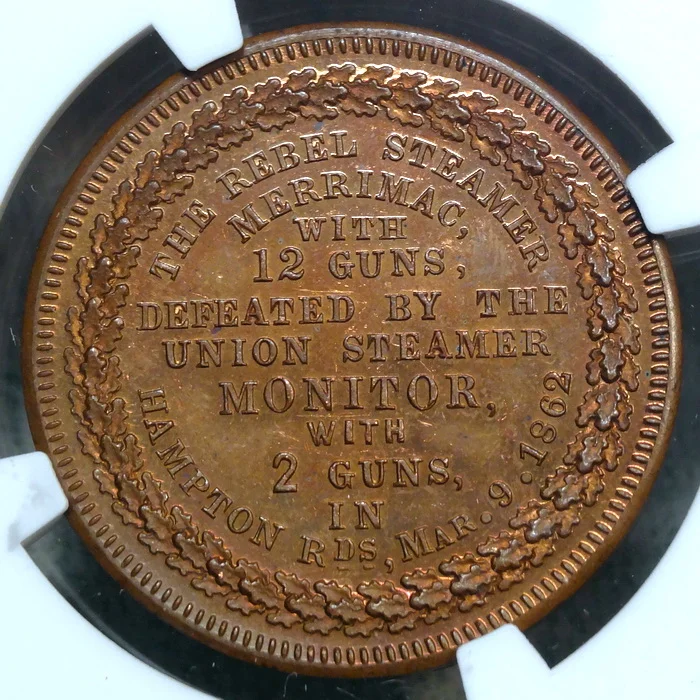 THE REBEL STEAMER
MERRIMAC,
WITH
12 GUNS,
DEFEATED BY THE
UNION STEAMER
MONITOR,
WITH
2 GUNS,
IN
HAMPTON RDS, MAR. 9. 1862